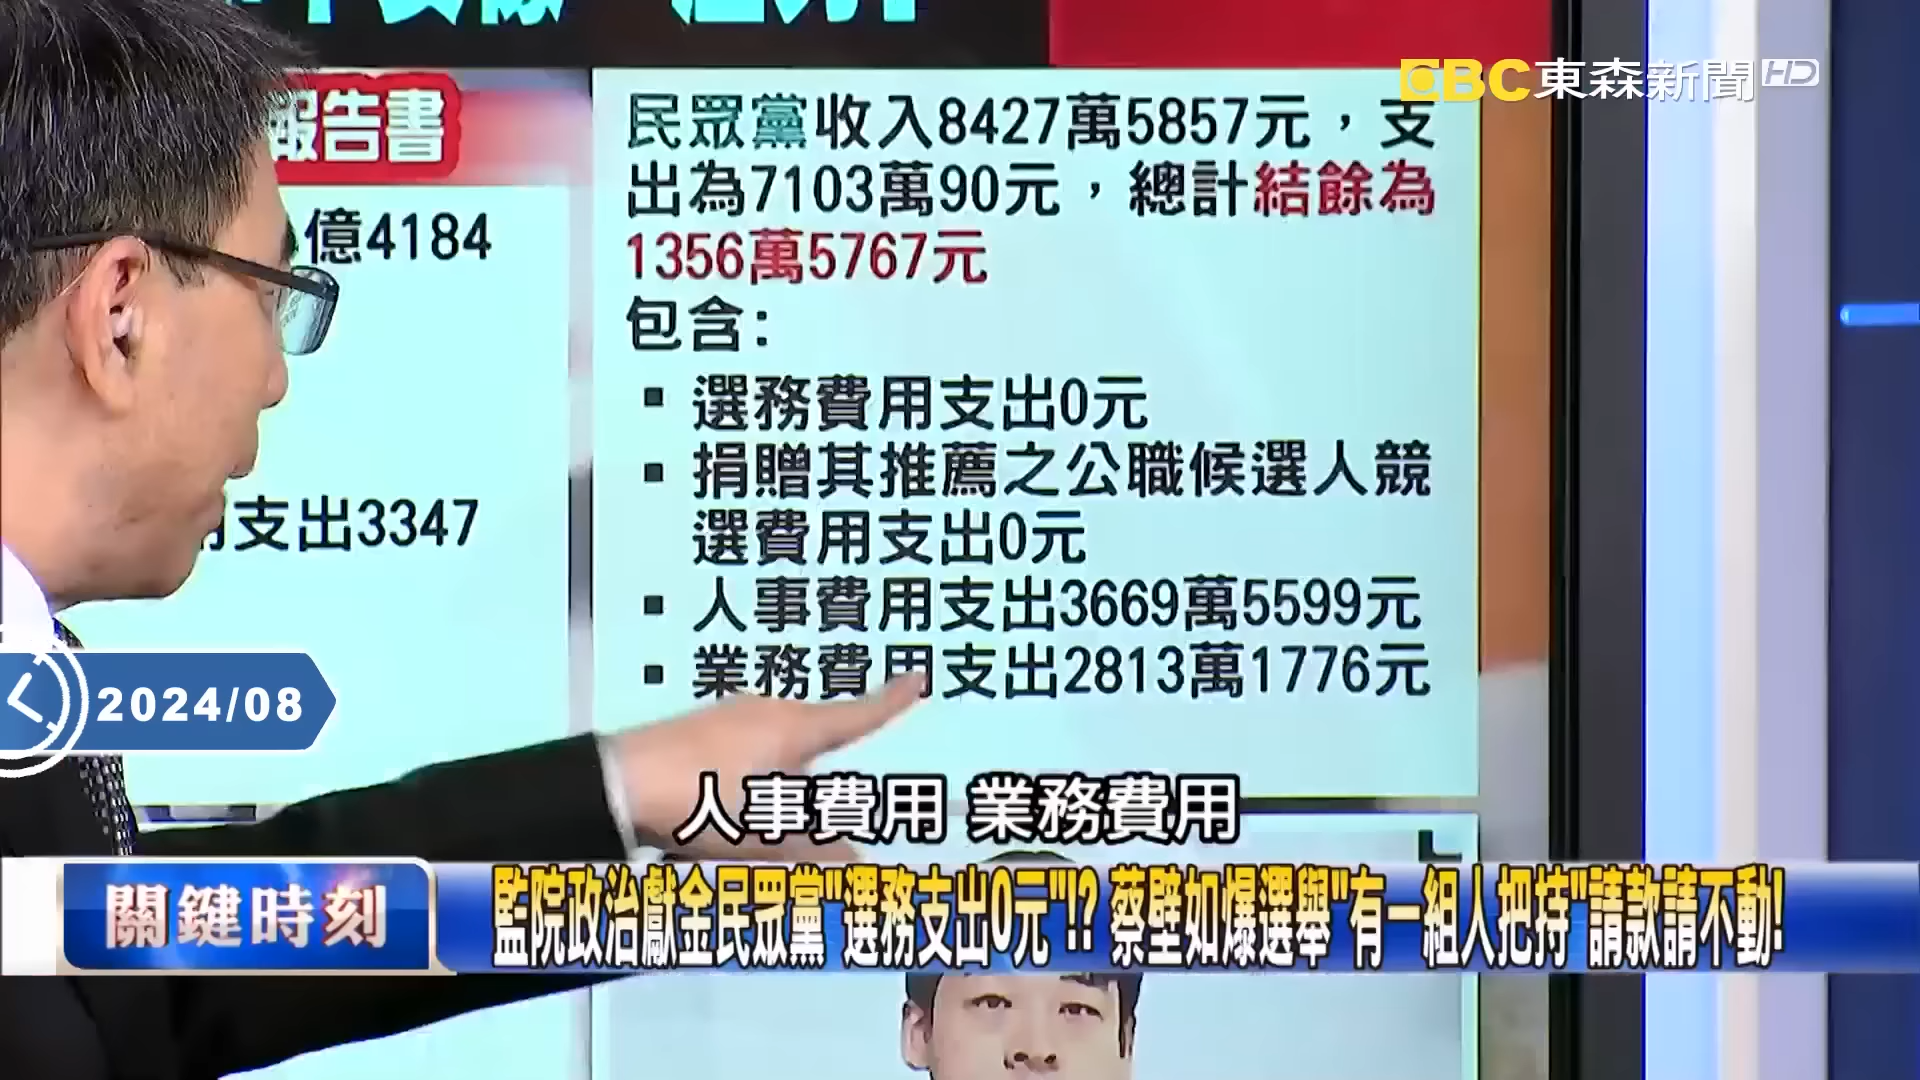 EBC東森新聞HD
報告書
億4184
支出3347
民眾黨收入8427萬5857元，支
出為7103萬90元，總計結餘為
1356萬5767元
包含：
▪ 選務費用支出0元
▪ 捐贈其推薦之公職候選人競
選費用支出0元
▪ 人事費用支出3669萬5599元
▪ 業務費用支出2813萬1776元
2024/08
人事費用 業務費用
關鍵時刻
監院政治獻金民眾黨"選務支出0元"!? 蔡壁如爆選舉"有一組人把持"請款請不動!